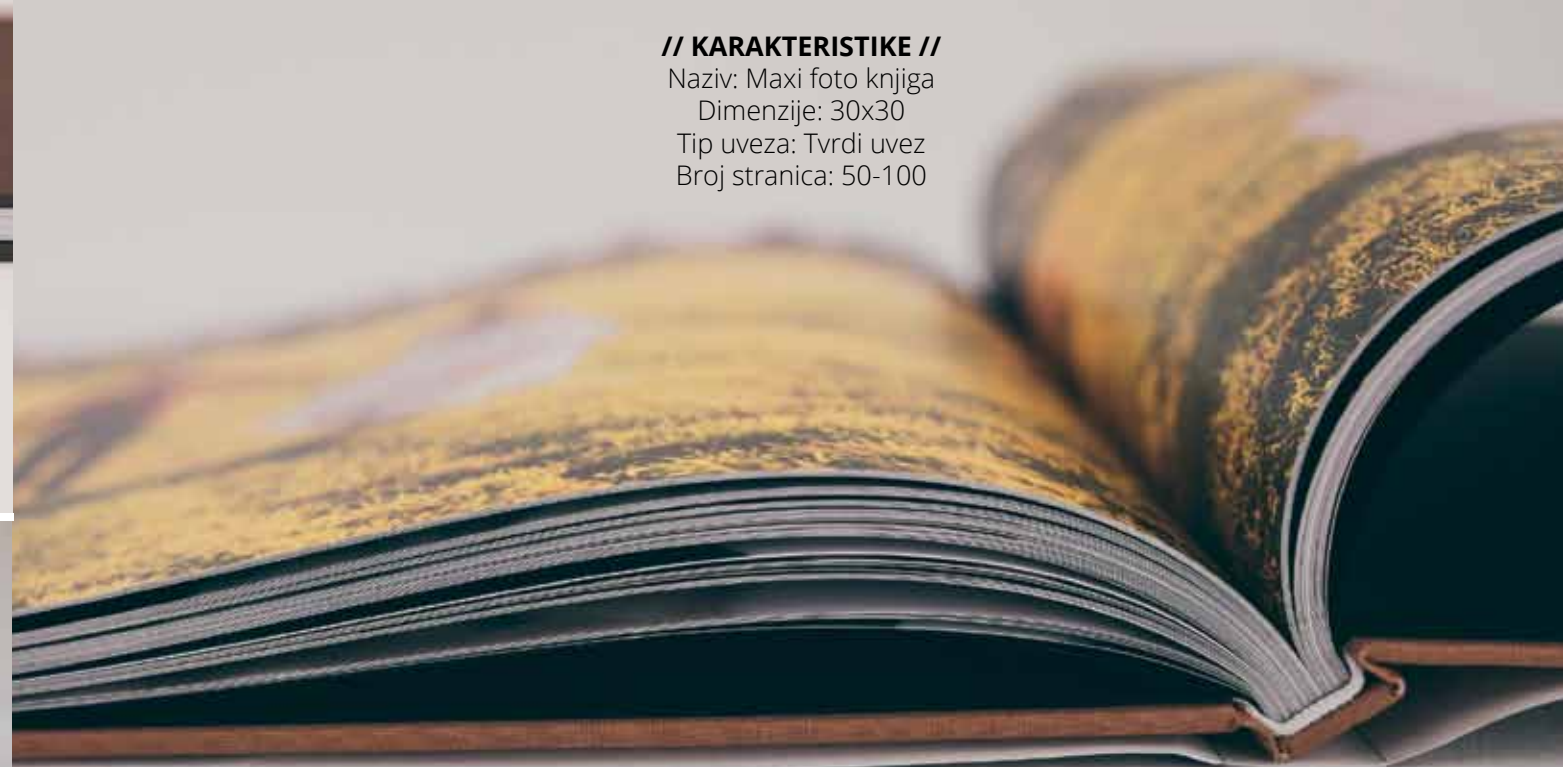 // KARAKTERISTIKE //
Naziv: Maxi foto knjiga
Dimenzije: 30x30
Tip uveza: Tvrdi uvez
Broj stranica: 50-100